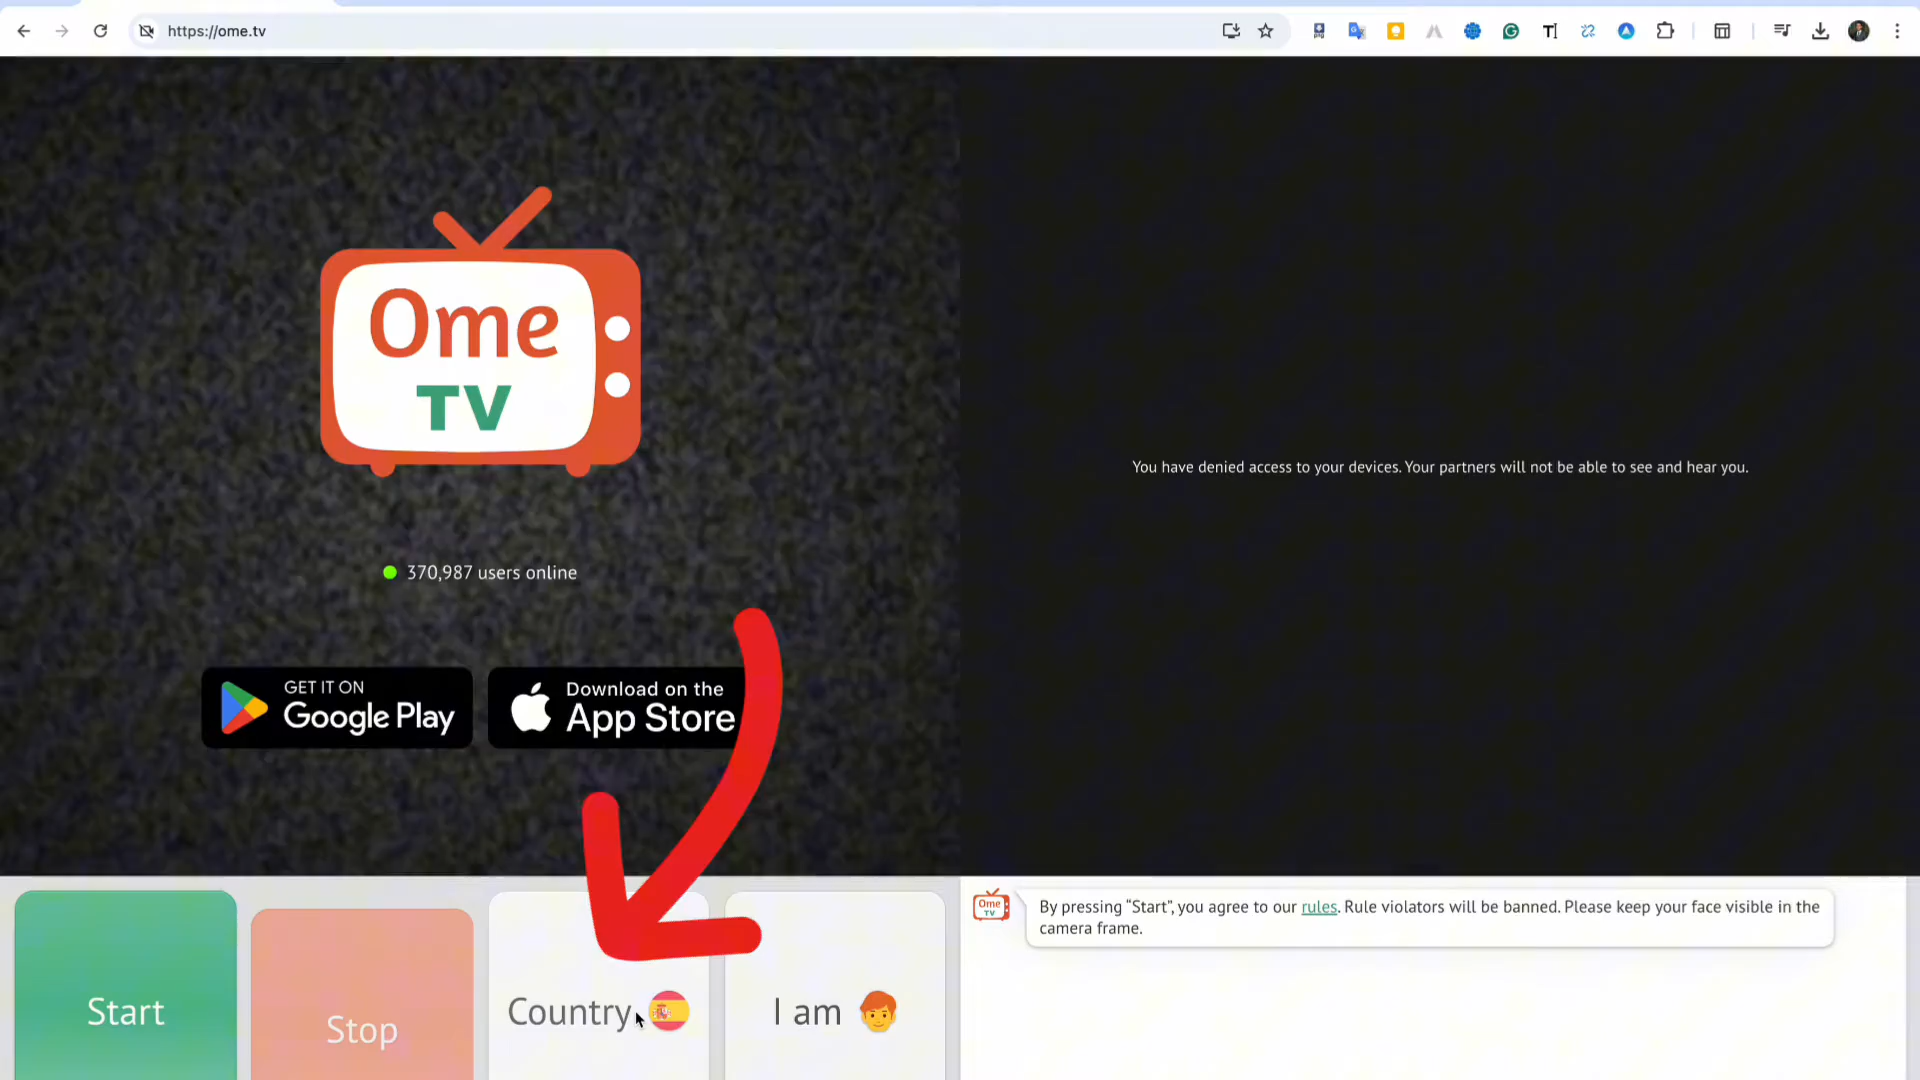 https://ome.tv
Ome
TV
370,987 users online
GET IT ON
Google Play
Download on the
App Store
You have denied access to your devices. Your partners will not be able to see and hear you.
Start
Stop
Country
I am
Ome
TV
By pressing “Start”, you agree to our rules. Rule violators will be banned. Please keep your face visible in the
camera frame.